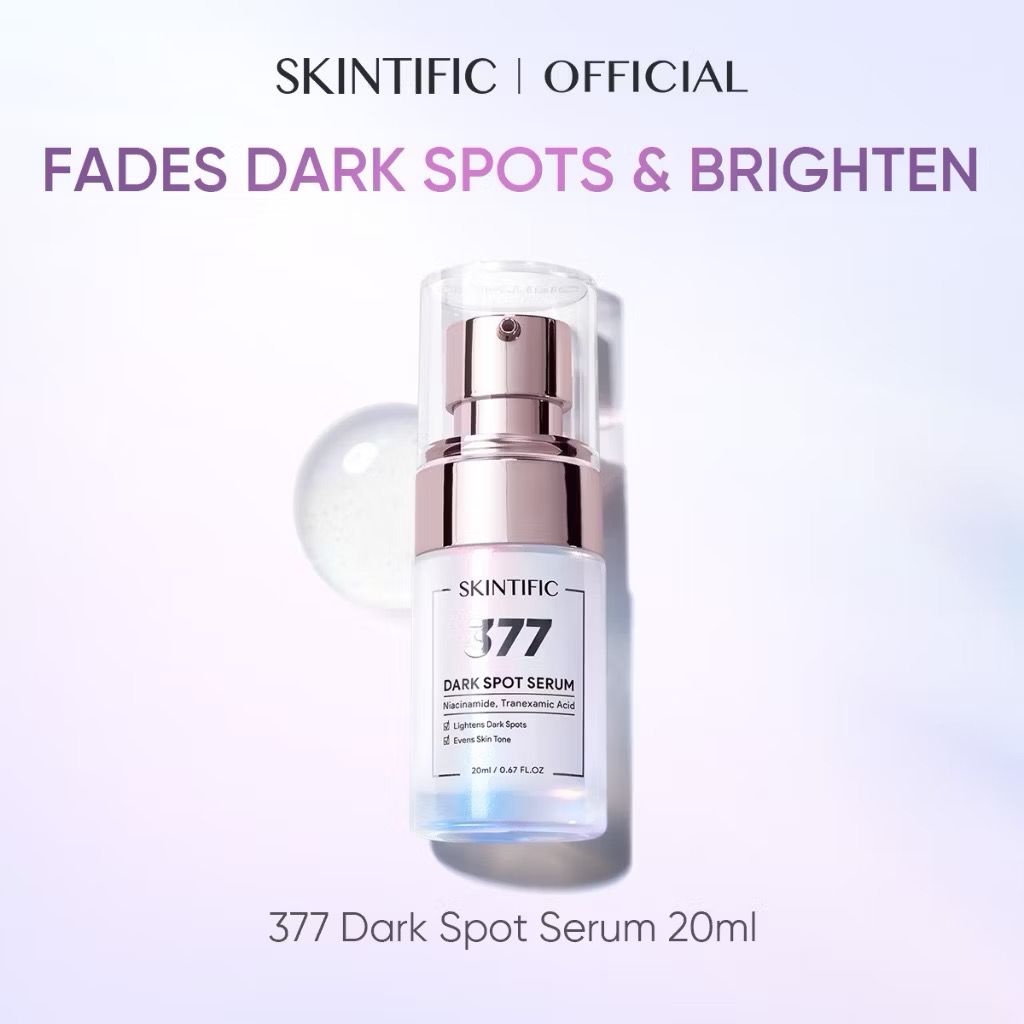 SKINTIFIC | OFFICIAL
FADES DARK SPOTS & BRIGHTEN
SKINTIFIC
377
DARK SPOT SERUM
Niacinamide, Tranexamic Acid
Lightens Dark Spots
Evens Skin Tone
20ml / 0.67 FL.OZ
377 Dark Spot Serum 20ml